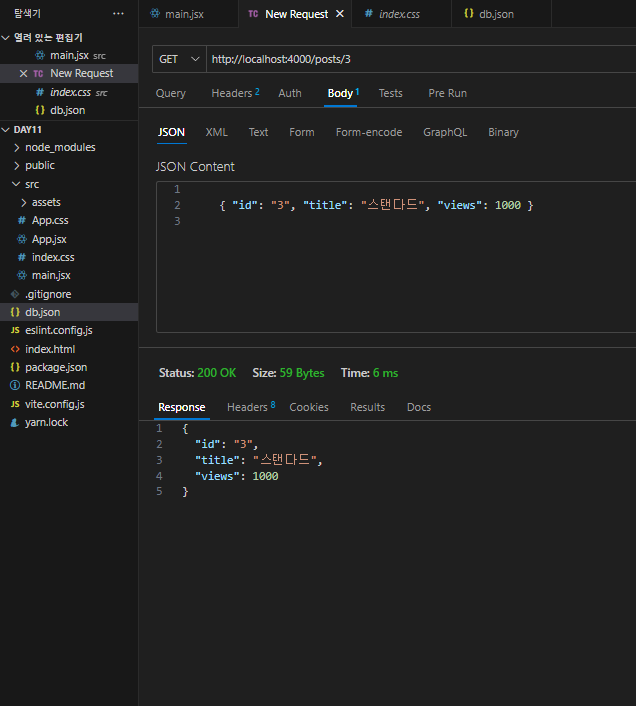 탐색기 ···
열려 있는 편집기
main.jsx src
TC New Request
# index.css src
{} db.json
DAY11
node_modules
public
src
assets
# App.css
App.jsx
# index.css
main.jsx
.gitignore
{} db.json
JS eslint.config.js
<> index.html
{} package.json
README.md
JS vite.config.js
yarn.lock
main.jsx TC New Request # index.css {} db.json
GET http://localhost:4000/posts/3
Query Headers 2 Auth Body 1 Tests Pre Run
JSON XML Text Form Form-encode GraphQL Binary
JSON Content
1
2 { "id": "3", "title": "스탠다드", "views": 1000 }
3
Status: 200 OK Size: 59 Bytes Time: 6 ms
Response Headers 8 Cookies Results Docs
1 {
2 "id": "3",
3 "title": "스탠다드",
4 "views": 1000
5 }